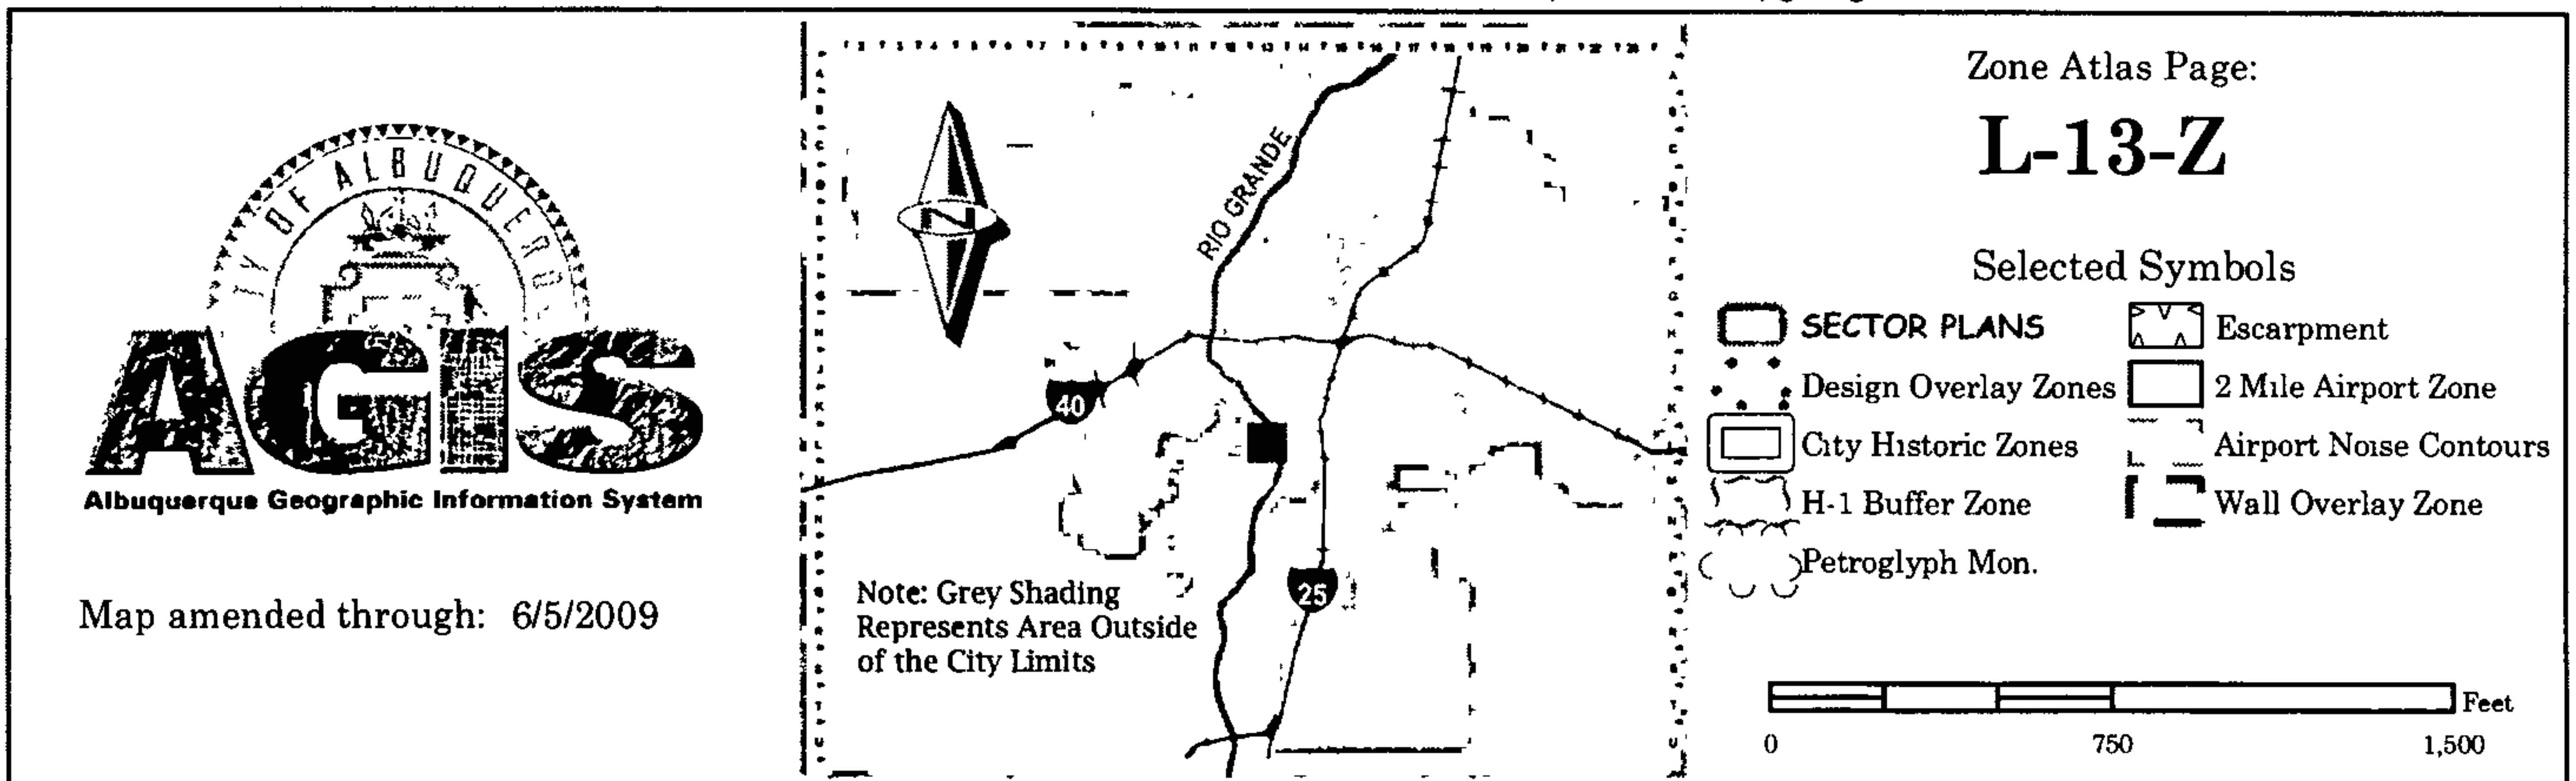 TY OF ALBUQUERQ
AGIS
Albuquerque Geographic Information System
Map amended through: 6/5/2009
RIO GRANDE
N
40
25
Note: Grey Shading
Represents Area Outside
of the City Limits
Zone Atlas Page:
L-13-Z
Selected Symbols
SECTOR PLANS
Escarpment
Design Overlay Zones
2 Mile Airport Zone
City Historic Zones
Airport Noise Contours
H-1 Buffer Zone
Wall Overlay Zone
Petroglyph Mon.
Feet
0 750 1,500